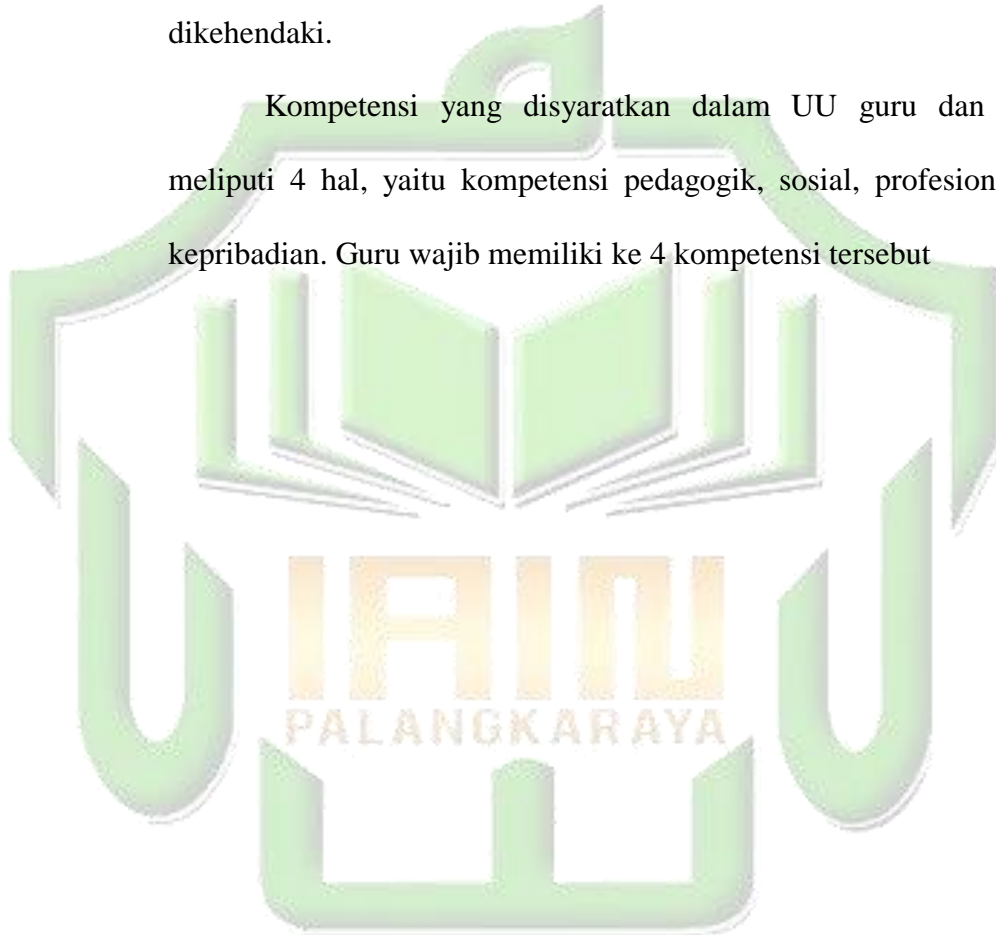 dikehendaki.
Kompetensi yang disyaratkan dalam UU guru dan
meliputi 4 hal, yaitu kompetensi pedagogik, sosial, profesion
kepribadian. Guru wajib memiliki ke 4 kompetensi tersebut
IAIN
PALANGKARAYA